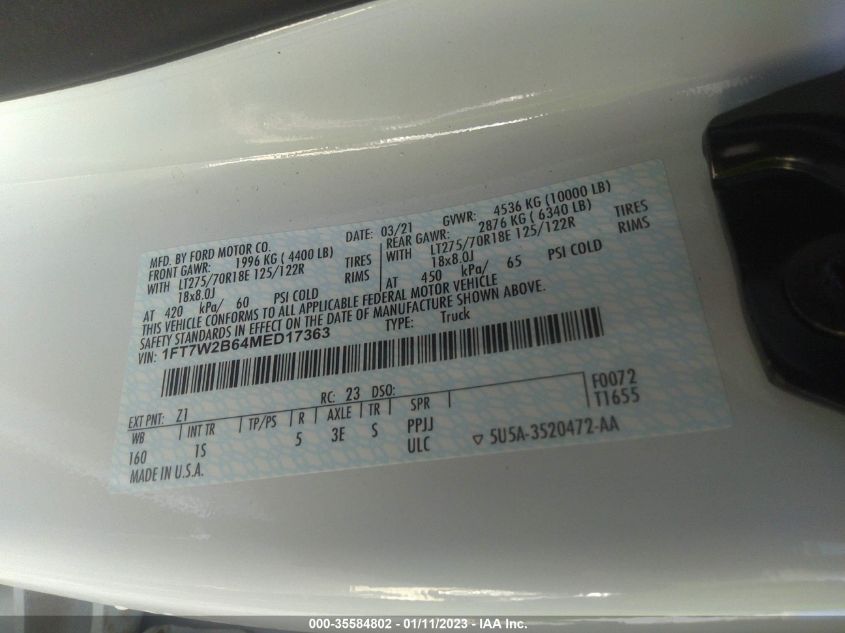 MFD. BY FORD MOTOR CO.
DATE: 03/21 GVWR: 4536 KG (10000 LB)
FRONT GAWR: 1996 KG ( 4400 LB) REAR GAWR: 2876 KG ( 6340 LB)
WITH LT275/70R18E 125/122R TIRES WITH LT275/70R18E 125/122R TIRES
18x8.0J RIMS 18x8.0J RIMS
AT 420 kPa/ 60 PSI COLD AT 450 kPa/ 65 PSI COLD
THIS VEHICLE CONFORMS TO ALL APPLICABLE FEDERAL MOTOR VEHICLE
SAFETY STANDARDS IN EFFECT ON THE DATE OF MANUFACTURE SHOWN ABOVE.
VIN: 1FT7W2B64MED17363 TYPE: Truck
EXT PNT: Z1 RC: 23 DSO: F0072
WB INT TR TP/PS R AXLE TR SPR T1655
160 1S 5 3E S PPJJ
ULC 5U5A-3520472-AA
MADE IN U.S.A.
000-35584802 - 01/11/2023 - IAA Inc.